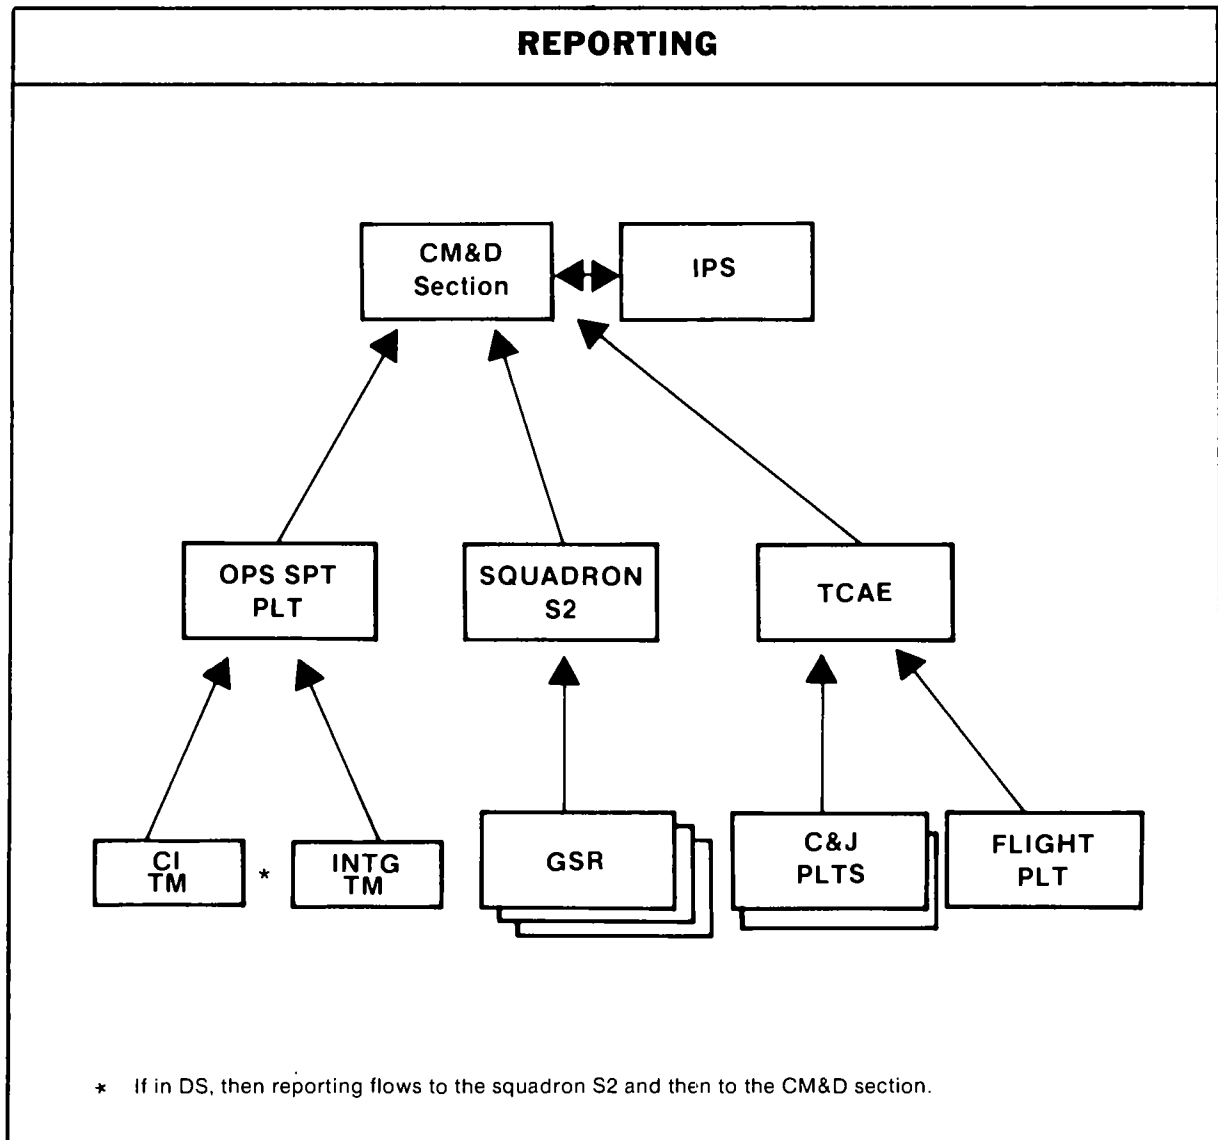 REPORTING
CM&D
Section
IPS
OPS SPT
PLT
SQUADRON
S2
TCAE
CI
TM
*
INTG
TM
GSR
C&J
PLTS
FLIGHT
PLT
* If in DS, then reporting flows to the squadron S2 and then to the CM&D section.